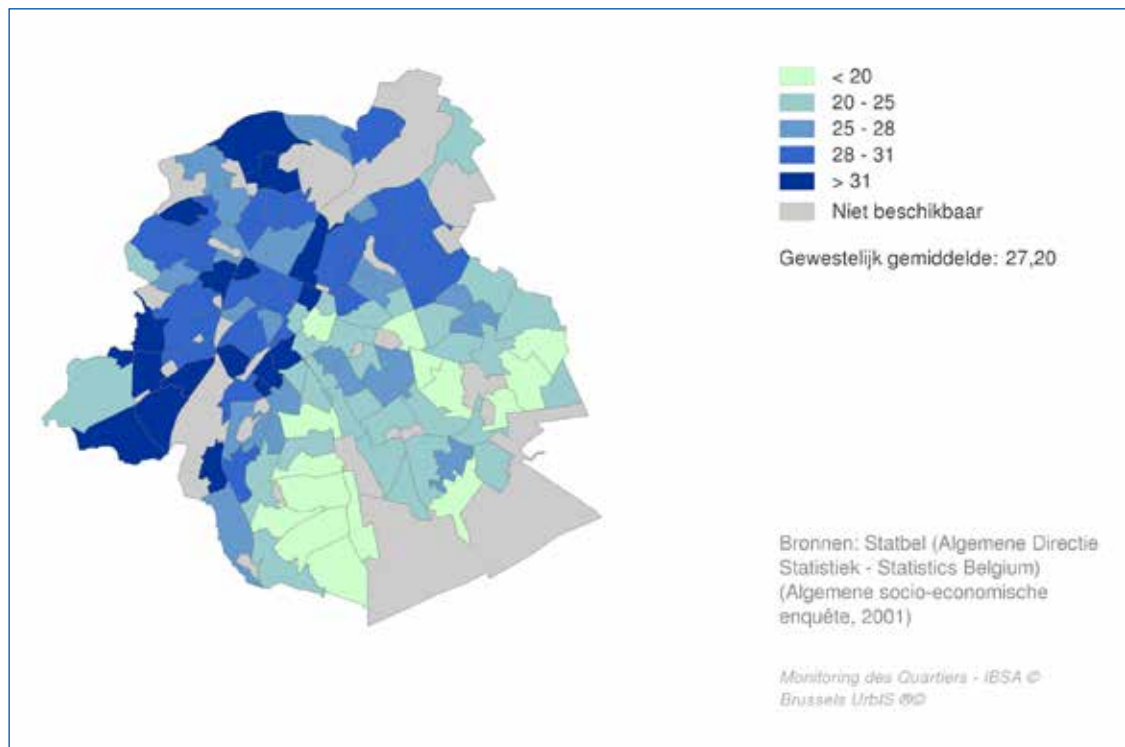 < 20
20 - 25
25 - 28
28 - 31
> 31
Niet beschikbaar
Gewestelijk gemiddelde: 27,20
Bronnen: Statbel (Algemene Directie
Statistiek - Statistics Belgium)
(Algemene socio-economische
enquête, 2001)
Monitoring des Quartiers - IBSA ©
Brussels UrbIS ®©